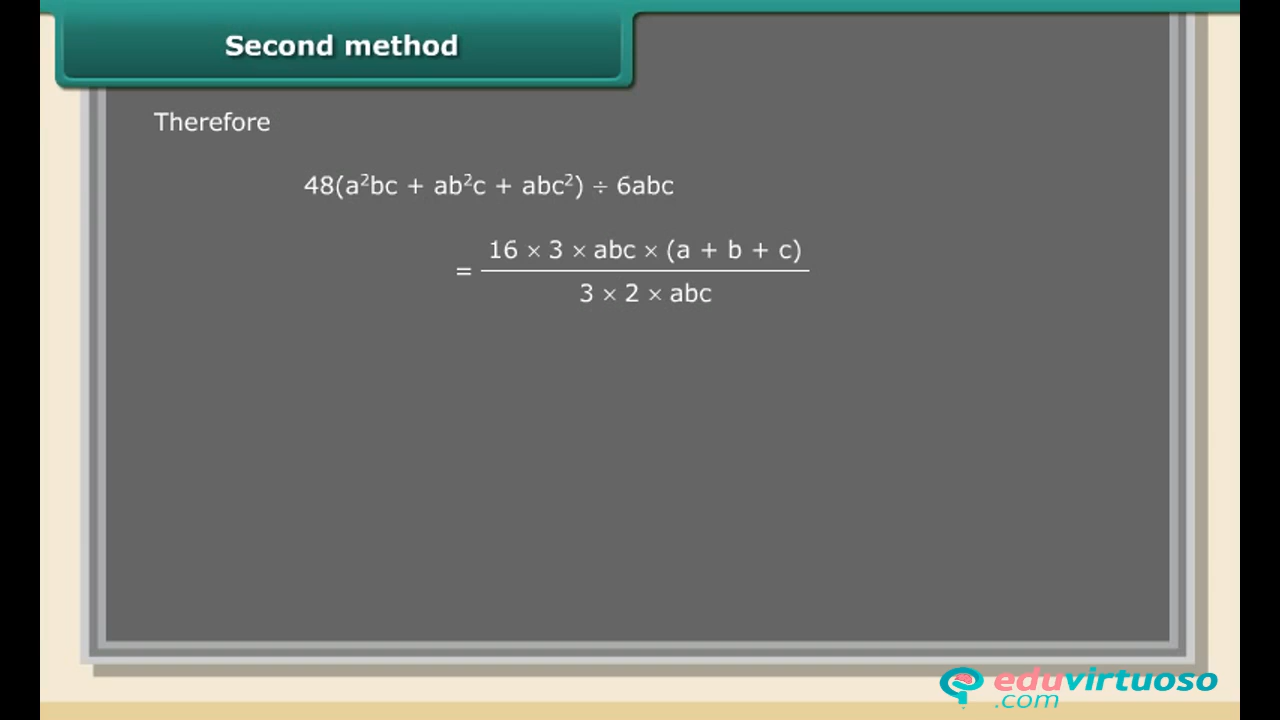 Second method
Therefore
48(a²bc + ab²c + abc²) ÷ 6abc
= 16 × 3 × abc × (a + b + c)
3 × 2 × abc
eduvirtuoso
.com